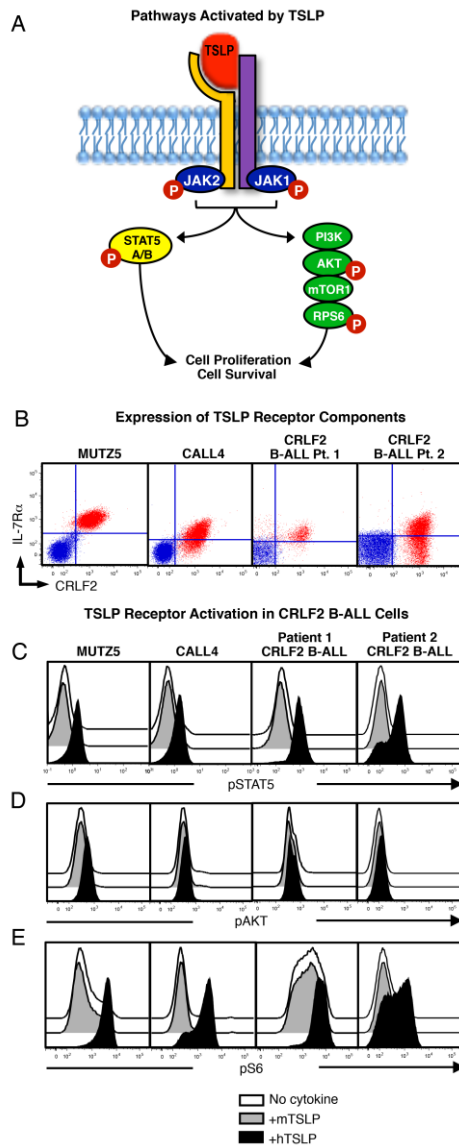 A
Pathways Activated by TSLP
TSLP
P JAK2 JAK1 P
STAT5
A/B
P
PI3K
AKT P
mTOR1
RPS6 P
Cell Proliferation
Cell Survival
B
Expression of TSLP Receptor Components
MUTZ5 CALL4 CRLF2 B-ALL Pt. 1 CRLF2 B-ALL Pt. 2
IL-7Rα
CRLF2
TSLP Receptor Activation in CRLF2 B-ALL Cells
MUTZ5 CALL4 Patient 1 CRLF2 B-ALL Patient 2 CRLF2 B-ALL
C
pSTAT5
D
pAKT
E
pS6
No cytokine
+mTSLP
+hTSLP